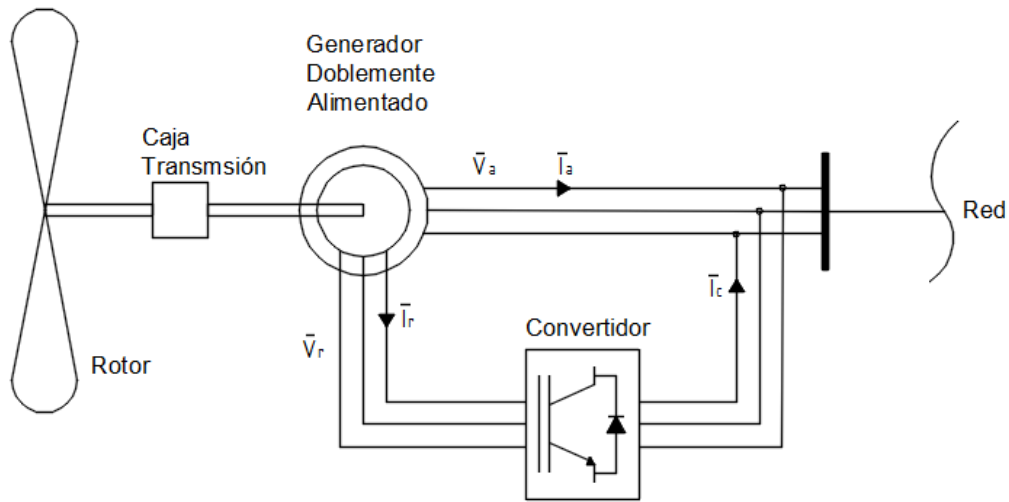 Generador
Doblemente
Alimentado
Caja
Transmsión
V̄a
Īa
Red
Īc
Īr
V̄r
Convertidor
Rotor